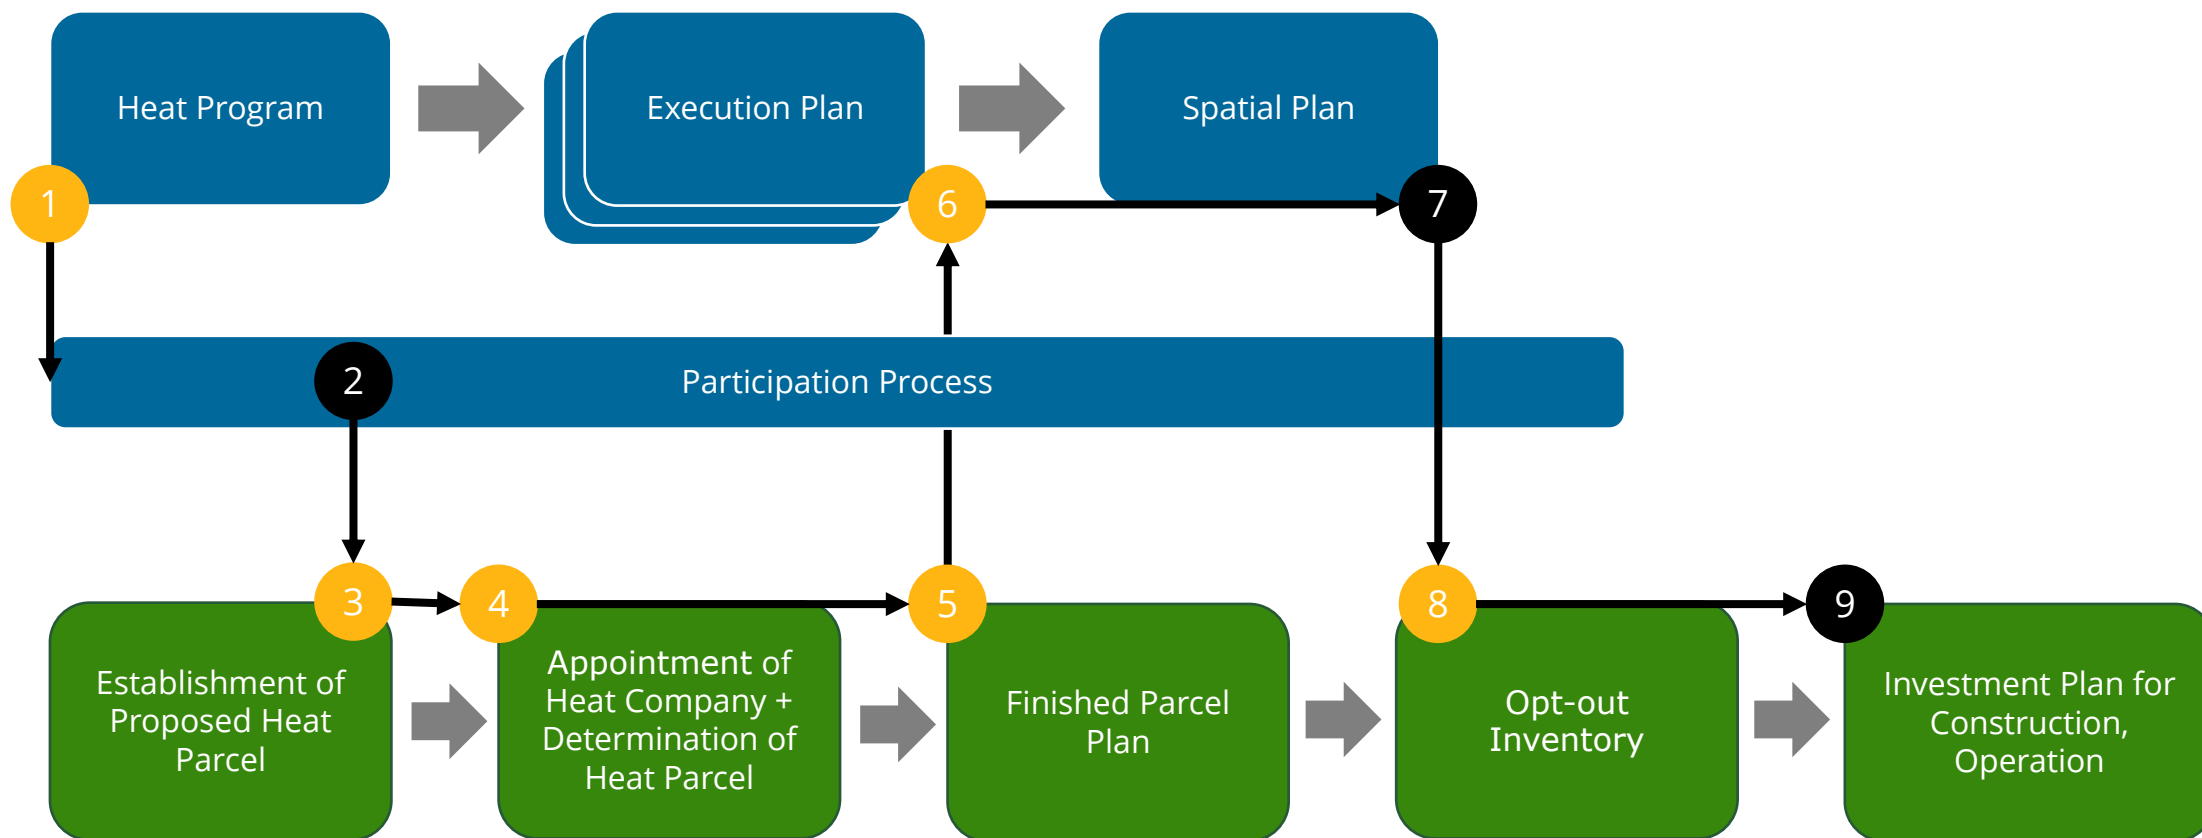 Heat Program
Execution Plan
Spatial Plan
1
6
7
2
Participation Process
3
4
5
8
9
Establishment of
Proposed Heat
Parcel
Appointment of
Heat Company +
Determination of
Heat Parcel
Finished Parcel
Plan
Opt-out
Inventory
Investment Plan for
Construction,
Operation